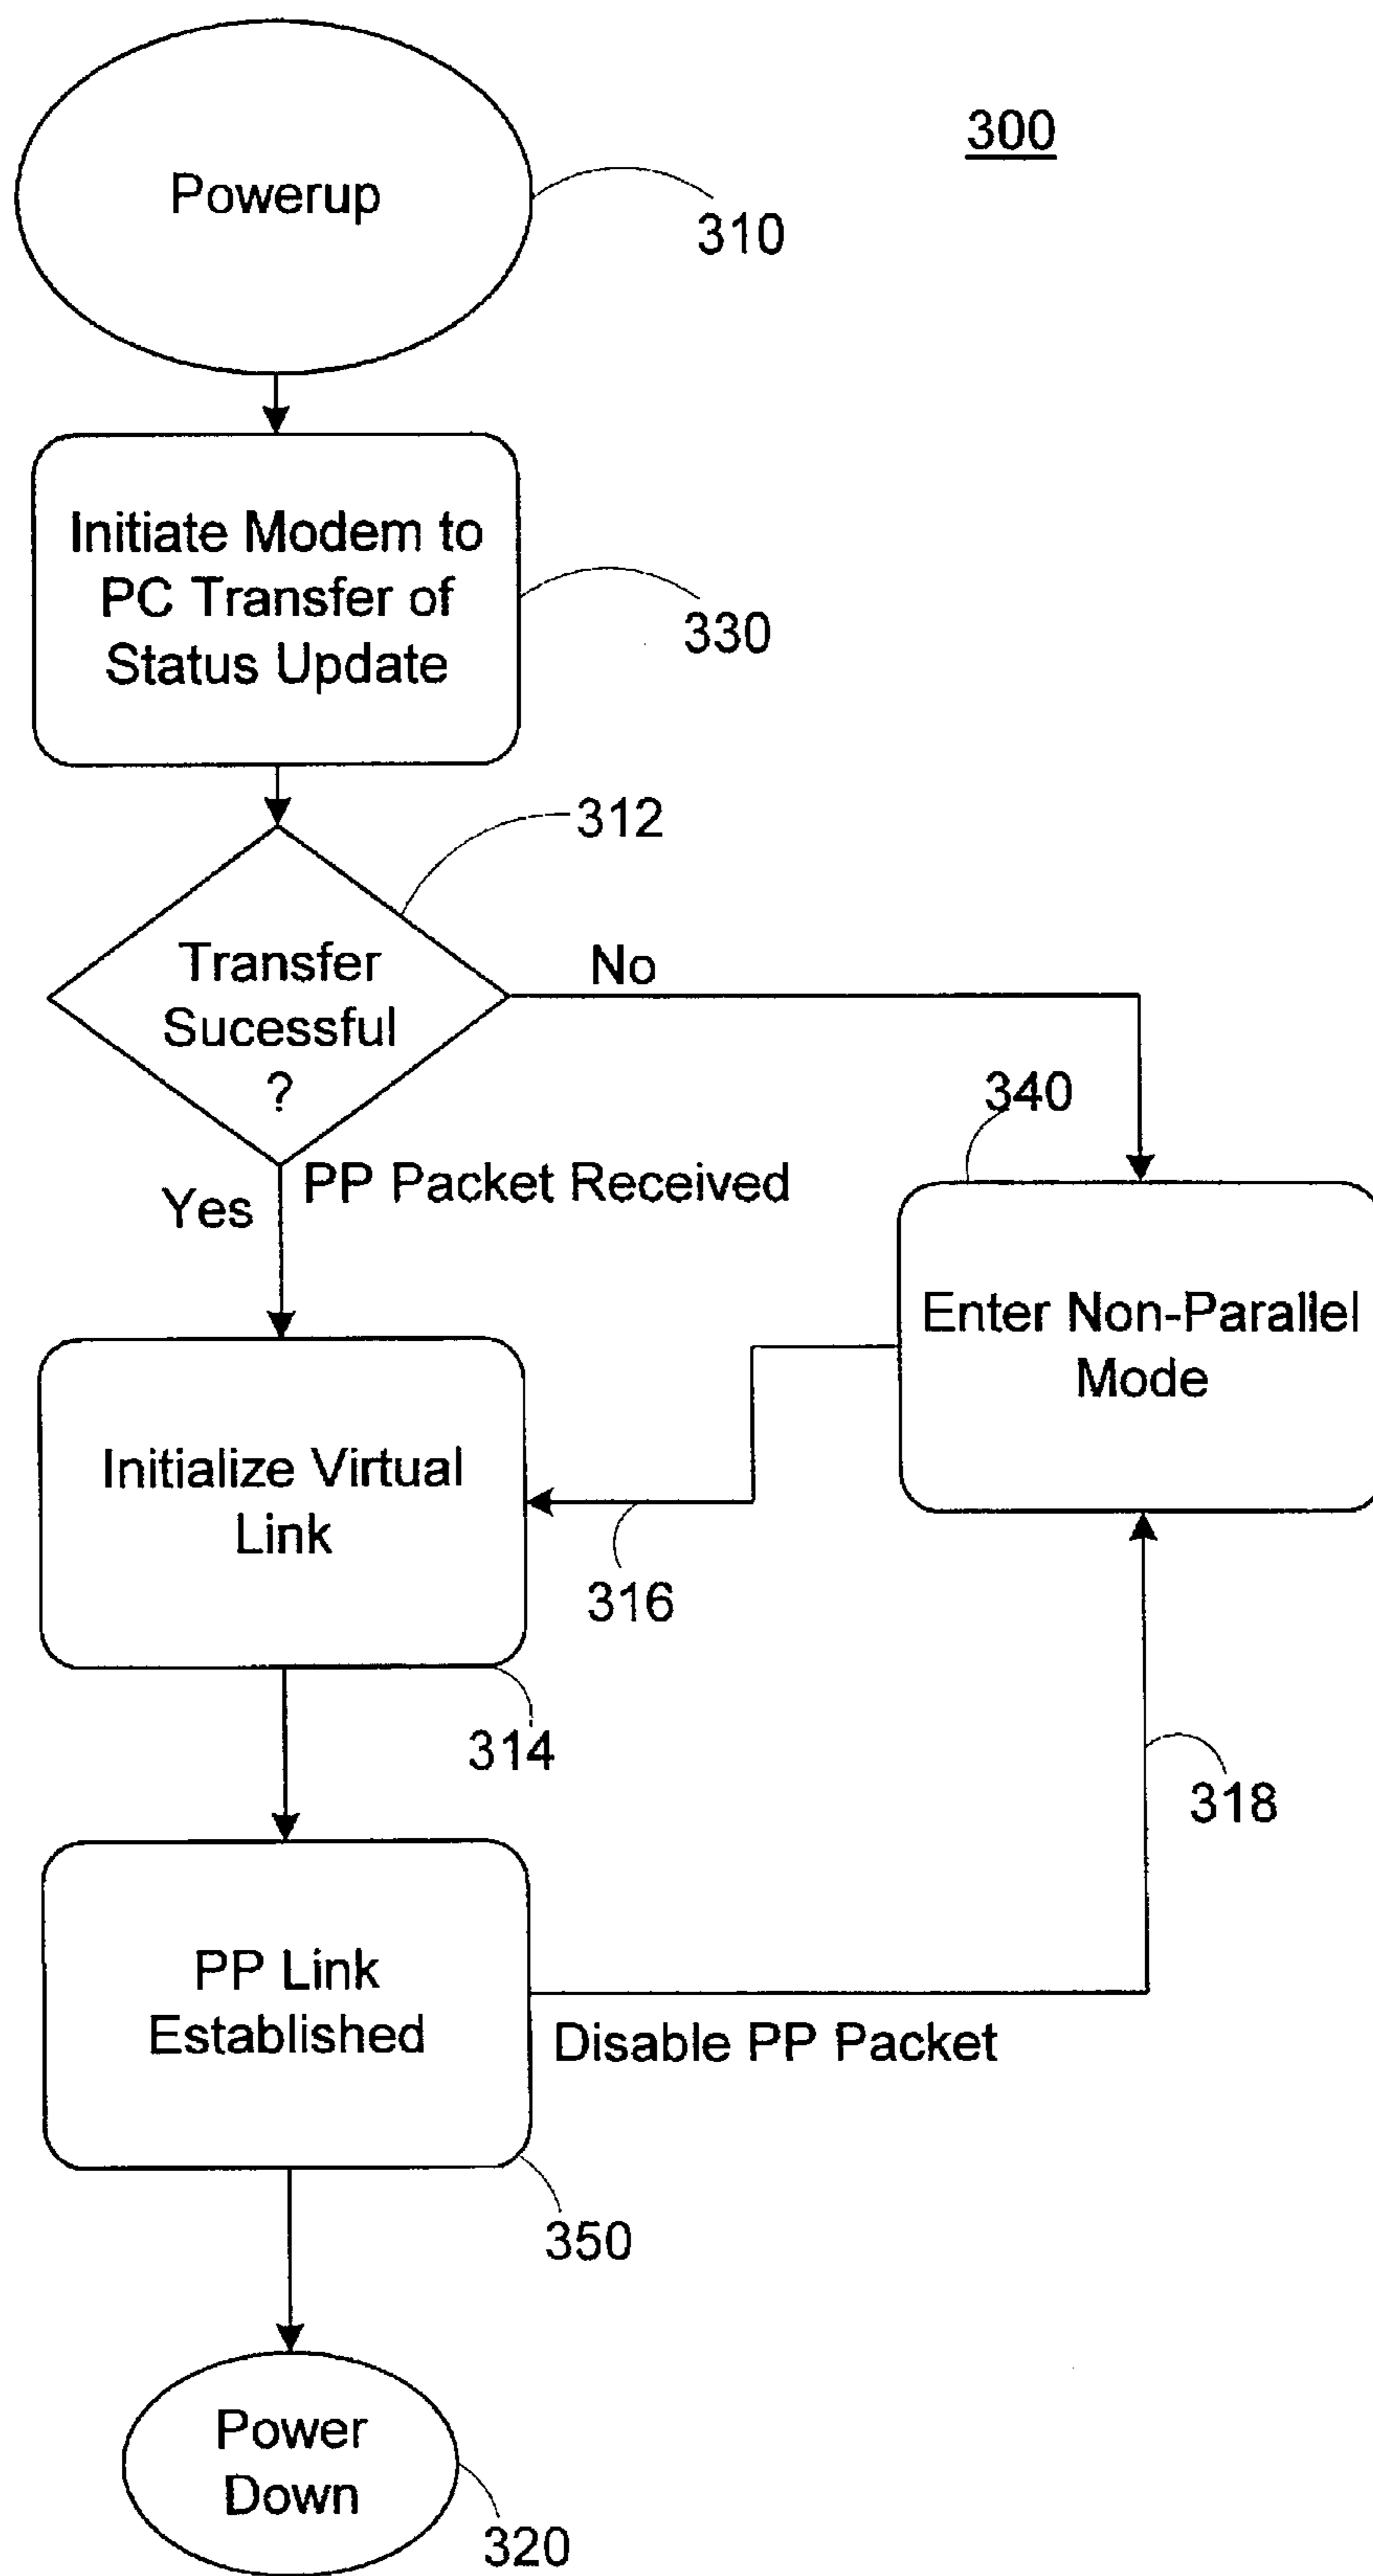 300
Powerup
310
Initiate Modem to
PC Transfer of
Status Update
330
312
Transfer
Sucessful
?
No
340
Yes
PP Packet Received
Enter Non-Parallel
Mode
Initialize Virtual
Link
316
314
318
PP Link
Established
Disable PP Packet
350
Power
Down
320